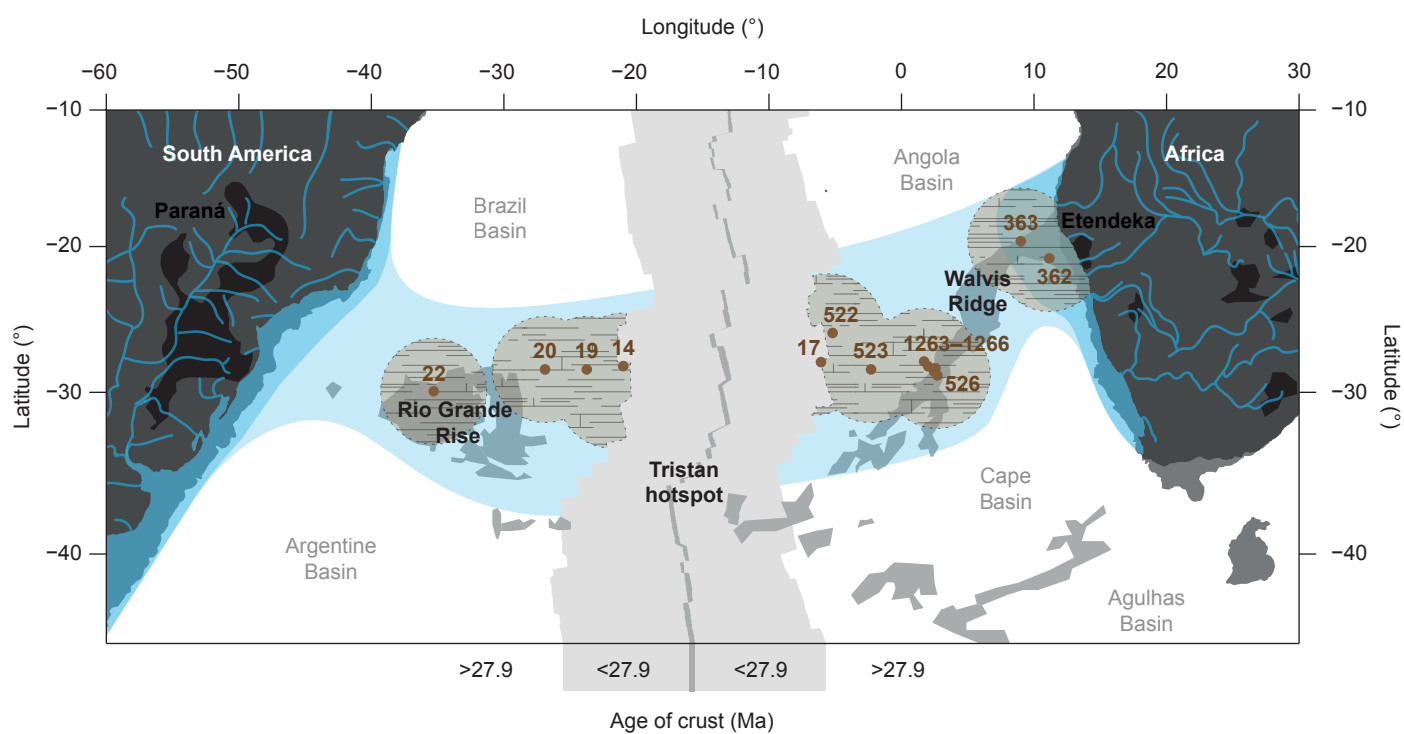 Longitude (°)
−60 −50 −40 −30 −20 −10 0 10 20 30
−10 −10
South America
Africa
Angola
Basin
Paraná
Brazil
Basin
363
Etendeka
−20 −20
362
Walvis
Ridge
522
17
523
1263–1266
526
20 19 14
22
−30 −30
Rio Grande
Rise
Latitude (°)
Latitude (°)
Tristan
hotspot
Cape
Basin
Argentine
Basin
−40 −40
Agulhas
Basin
>27.9 <27.9 <27.9 >27.9
Age of crust (Ma)